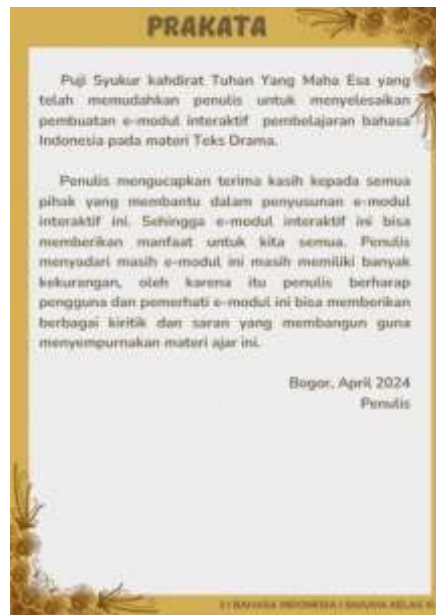 PRAKATA
Puji Syukur kahdirat Tuhan Yang Maha Esa yang
telah memudahkan penulis untuk menyelesaikan
pembuatan e-modul interaktif pembelajaran bahasa
Indonesia pada materi Teks Drama.
Penulis mengucapkan terima kasih kepada semua
pihak yang membantu dalam penyusunan e-modul
interaktif ini. Sehingga e-modul interaktif ini bisa
memberikan manfaat untuk kita semua. Penulis
menyadari masih e-modul ini masih memiliki banyak
kekurangan, oleh karena itu penulis berharap
pengguna dan pemerhati e-modul ini bisa memberikan
berbagai kiritik dan saran yang membangun guna
menyempurnakan materi ajar ini.
Bogor, April 2024
Penulis
BAHASA INDONESIA